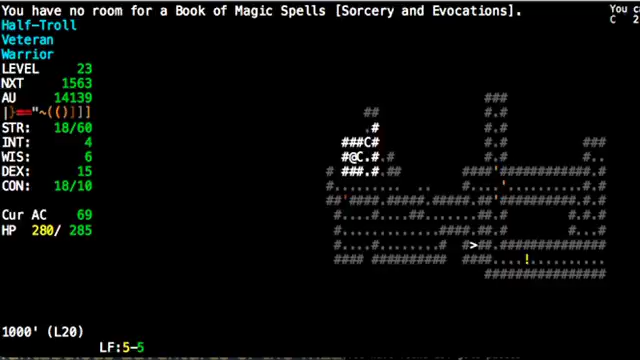 You have no room for a Book of Magic Spells [Sorcery and Evocations].
You c
C 2
Half-Troll
Veteran
Warrior
LEVEL 23
NXT 1563
AU 14139
|}=="~(()]]]
STR: 18/60
INT: 4
WIS: 6
DEX: 15
CON: 18/10
Cur AC 69
HP 280/ 285
1000' (L20)
LF:5-5